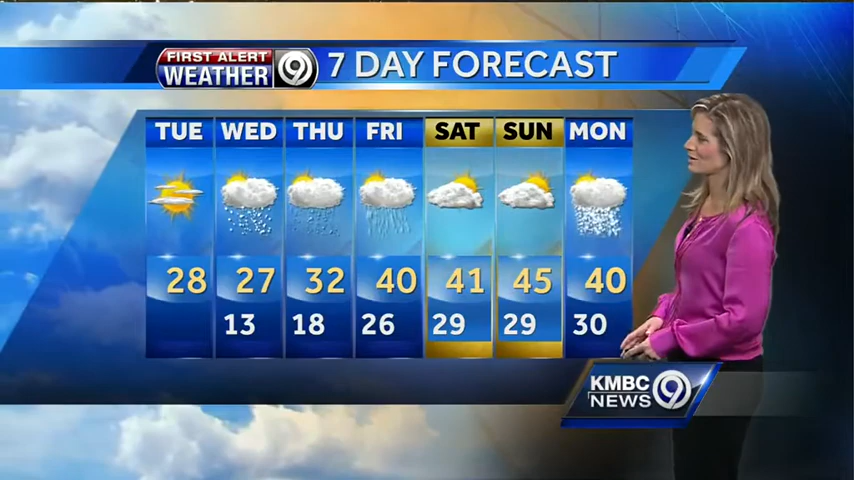 FIRST ALERT
WEATHER 9
7 DAY FORECAST
TUE WED THU FRI SAT SUN MON
28 27 32 40 41 45 40
13 18 26 29 29 30
KMBC 9
NEWS